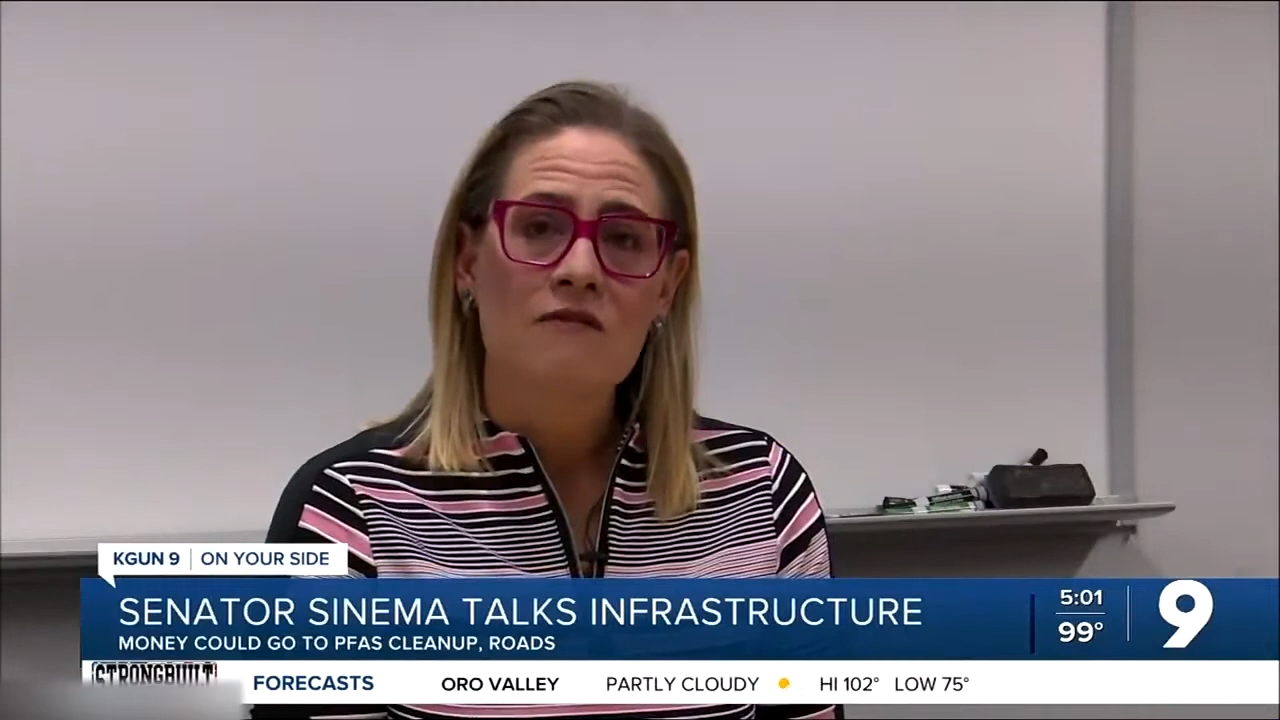 KGUN 9 | ON YOUR SIDE
SENATOR SINEMA TALKS INFRASTRUCTURE
MONEY COULD GO TO PFAS CLEANUP, ROADS
5:01
99°
9
STRONGBUILT
FORECASTS ORO VALLEY PARTLY CLOUDY HI 102° LOW 75°